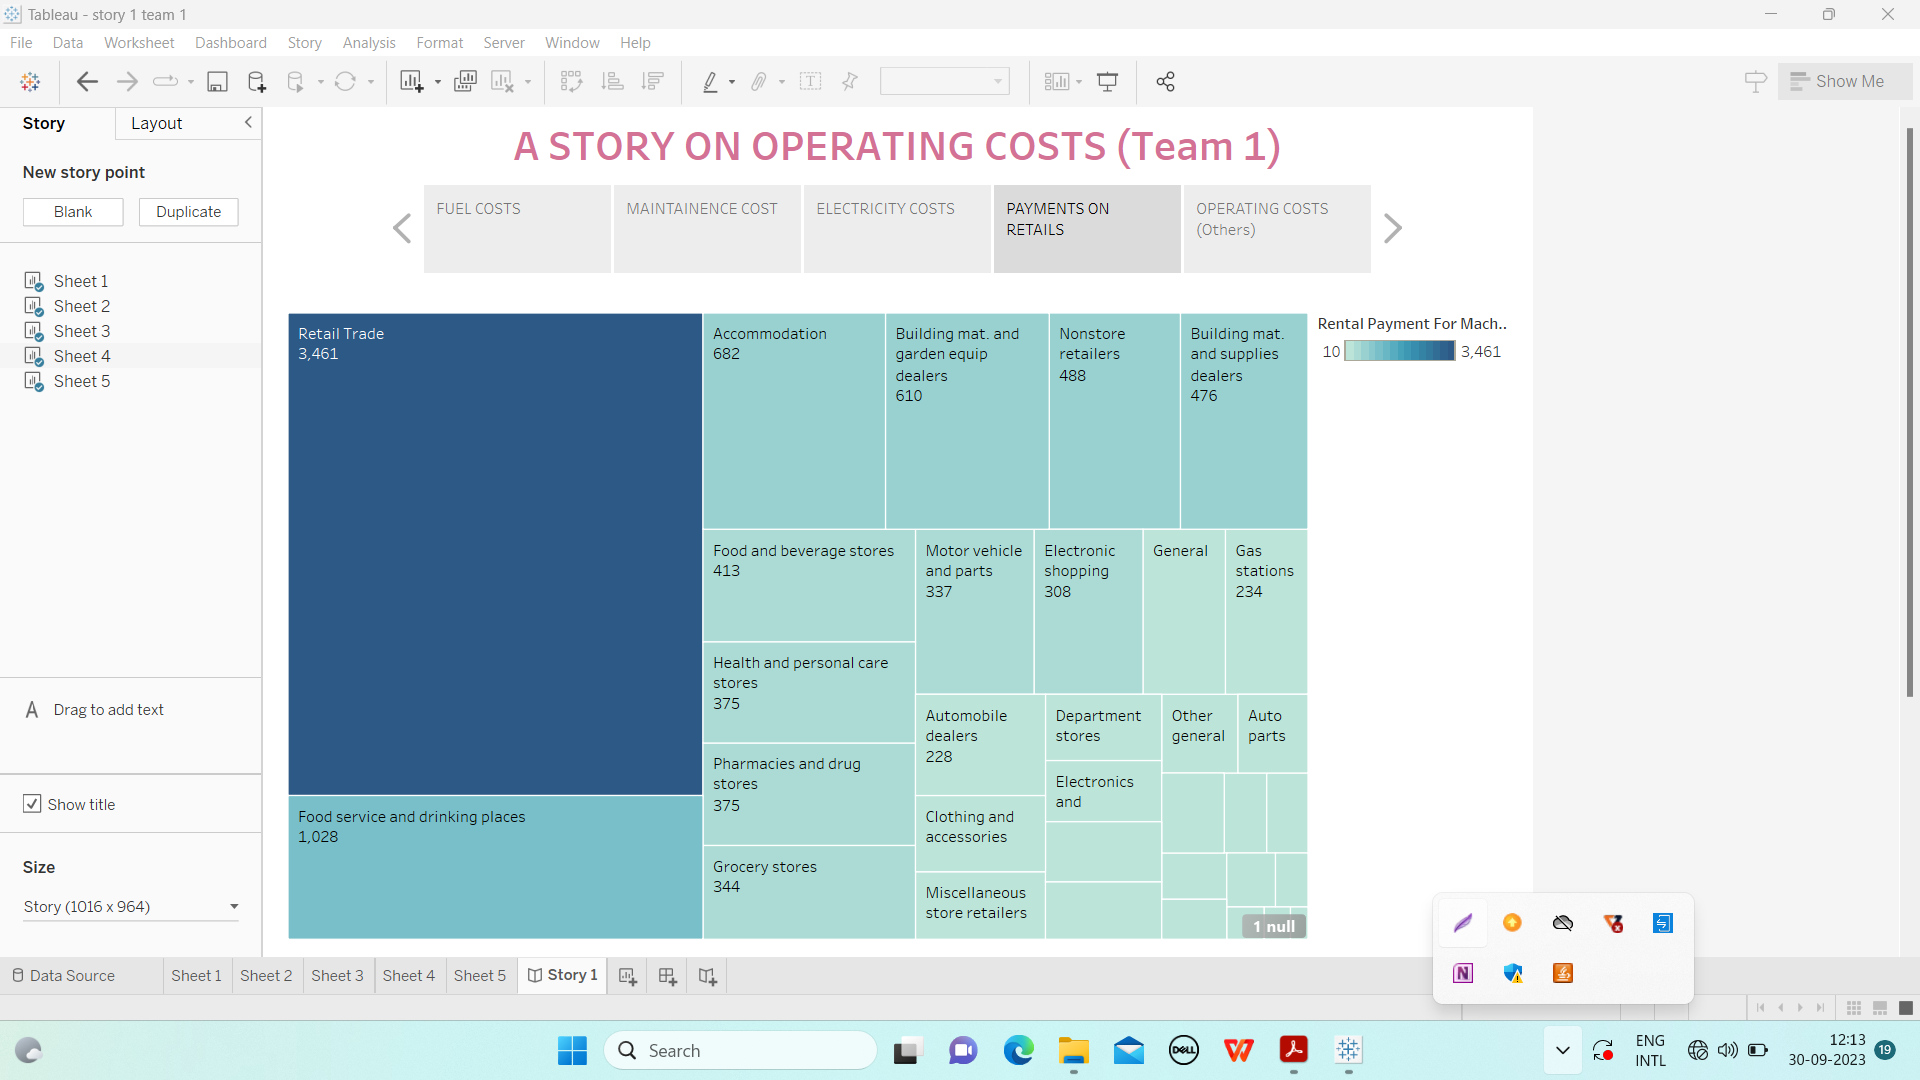 Tableau - story 1 team 1
File Data Worksheet Dashboard Story Analysis Format Server Window Help
Show Me
Story Layout
New story point
Blank Duplicate
Sheet 1
Sheet 2
Sheet 3
Sheet 4
Sheet 5
A Drag to add text
Show title
Size
Story (1016 x 964)
A STORY ON OPERATING COSTS (Team 1)
FUEL COSTS
MAINTAINENCE COST
ELECTRICITY COSTS
PAYMENTS ON
RETAILS
OPERATING COSTS
(Others)
Retail Trade
3,461
Food service and drinking places
1,028
Accommodation
682
Building mat. and
garden equip
dealers
610
Nonstore
retailers
488
Building mat.
and supplies
dealers
476
Food and beverage stores
413
Health and personal care
stores
375
Pharmacies and drug
stores
375
Grocery stores
344
Motor vehicle
and parts
337
Electronic
shopping
308
General
Gas
stations
234
Automobile
dealers
228
Clothing and
accessories
Miscellaneous
store retailers
Department
stores
Electronics
and
Other
general
Auto
parts
1 null
Rental Payment For Mach..
10 3,461
Data Source Sheet 1 Sheet 2 Sheet 3 Sheet 4 Sheet 5 Story 1
Search
DELL
ENG
INTL
12:13
30-09-2023
19